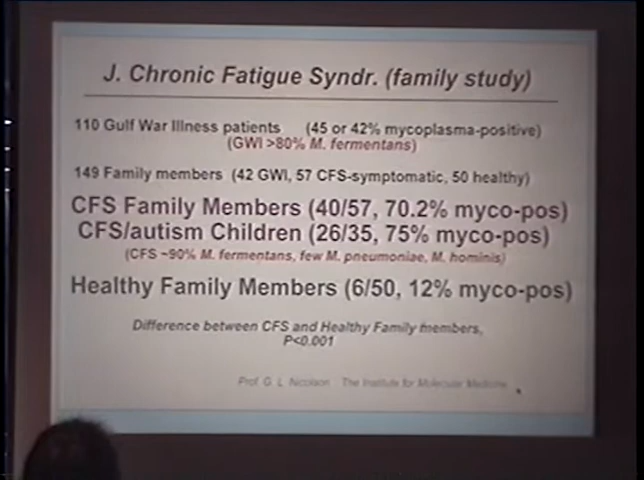 J. Chronic Fatigue Syndr. (family study)
110 Gulf War Illness patients (45 or 42% mycoplasma-positive)
(GWI >80% M. fermentans)
149 Family members (42 GWI, 57 CFS-symptomatic, 50 healthy)
CFS Family Members (40/57, 70.2% myco-pos)
CFS/autism Children (26/35, 75% myco-pos)
(CFS ~90% M. fermentans, few M. pneumoniae, M. hominis)
Healthy Family Members (6/50, 12% myco-pos)
Difference between CFS and Healthy Family members,
P<0.001
Prof. G. L. Nicolson The Institute for Molecular Medicine